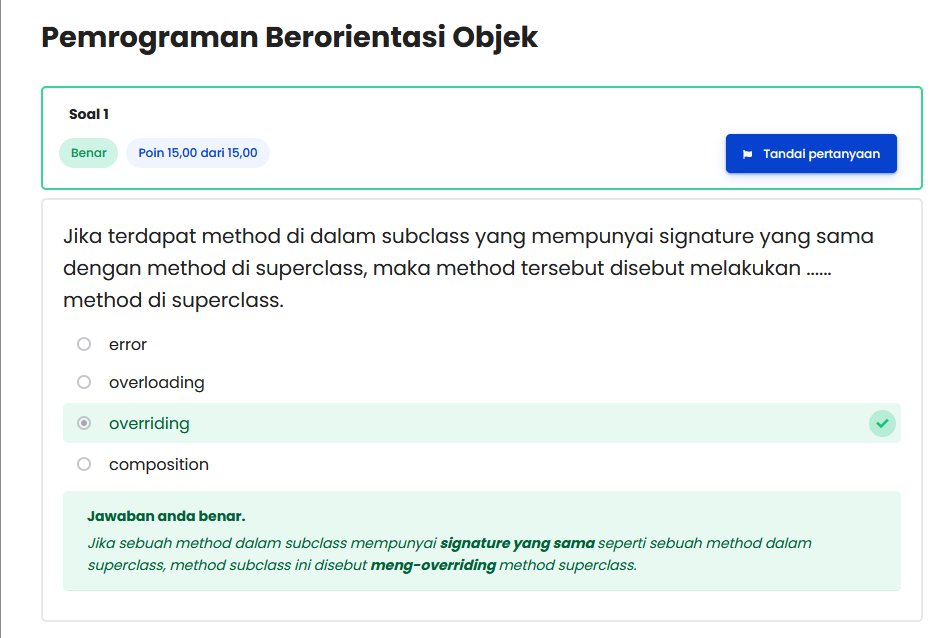 Pemrograman Berorientasi Objek
Soal 1
Benar
Poin 15,00 dari 15,00
Tandai pertanyaan
Jika terdapat method di dalam subclass yang mempunyai signature yang sama
dengan method di superclass, maka method tersebut disebut melakukan ......
method di superclass.
error
overloading
overriding
composition
Jawaban anda benar.
Jika sebuah method dalam subclass mempunyai signature yang sama seperti sebuah method dalam
superclass, method subclass ini disebut meng-overriding method superclass.